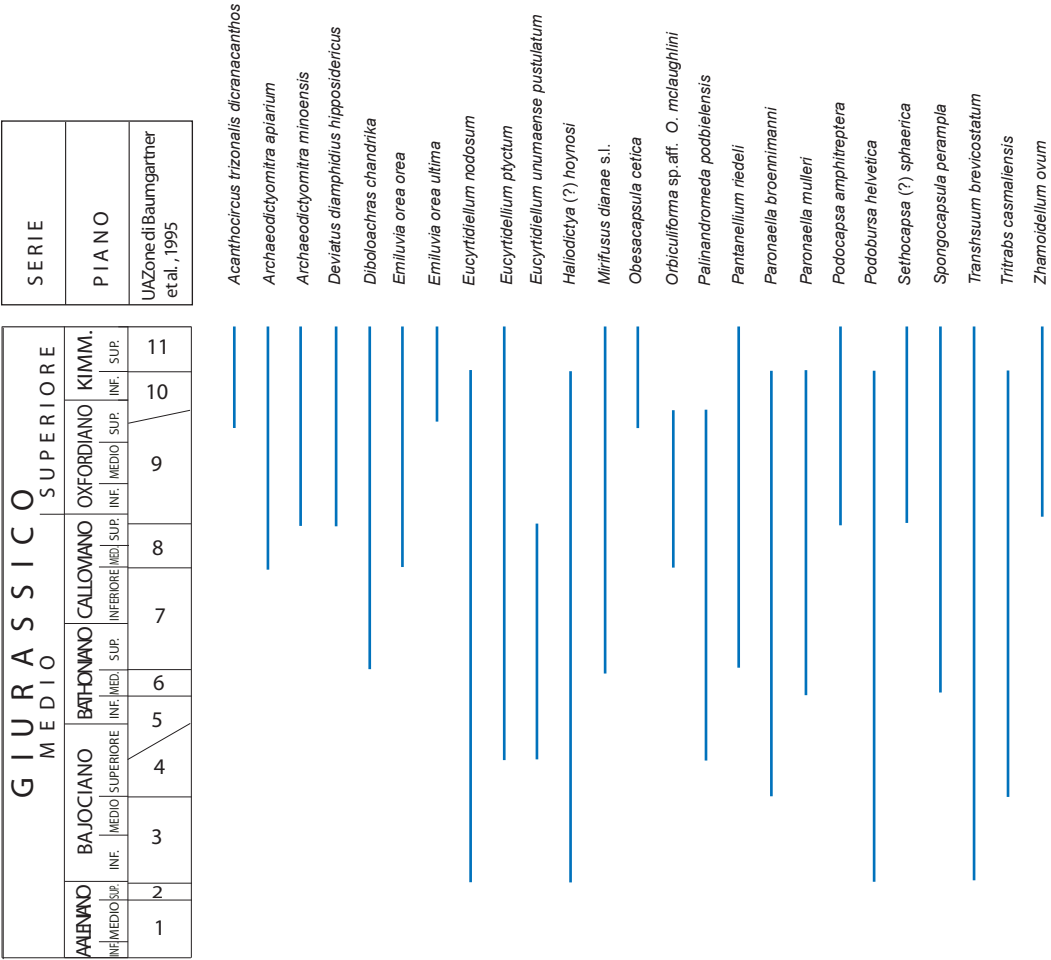 SERIE
PIANO
UAZone di Baumgartner
et al., 1995
Acanthocircus trizonalis dicranacanthos
Archaeodictyomitra apiarium
Archaeodictyomitra minoensis
Deviatus diamphidius hipposidericus
Diboloachras chandrika
Emiluvia orea orea
Emiluvia orea ultima
Eucyrtidiellum nodosum
Eucyrtidellium ptyctum
Eucyrtidiellum unumaense pustulatum
Haliodictya (?) hoynosi
Mirifusus dianae s.l.
Obesacapsula cetica
Orbiculiforma sp.aff. O. mclaughlini
Palinandromeda podbielensis
Pantanellium riedeli
Paronaella broennimanni
Paronaella mulleri
Podocapsa amphitreptera
Podobursa helvetica
Sethocapsa (?) sphaerica
Spongocapsula perampla
Transhsuum brevicostatum
Tritrabs casmaliensis
Zhamoidellum ovum
GIURASSICO
SUPERIORE
MEDIO
KIMM.
SUP.
INF.
OXFORDIANO
SUP.
MEDIO
INF.
CALLOVIANO
SUP.
MED.
INFERIORE
BATHONIANO
SUP.
MED.
INF.
BAJOCIANO
SUPERIORE
MEDIO
INF.
AALENIANO
SUP.
MEDIO
INF.
11
10
9
8
7
6
5
4
3
2
1